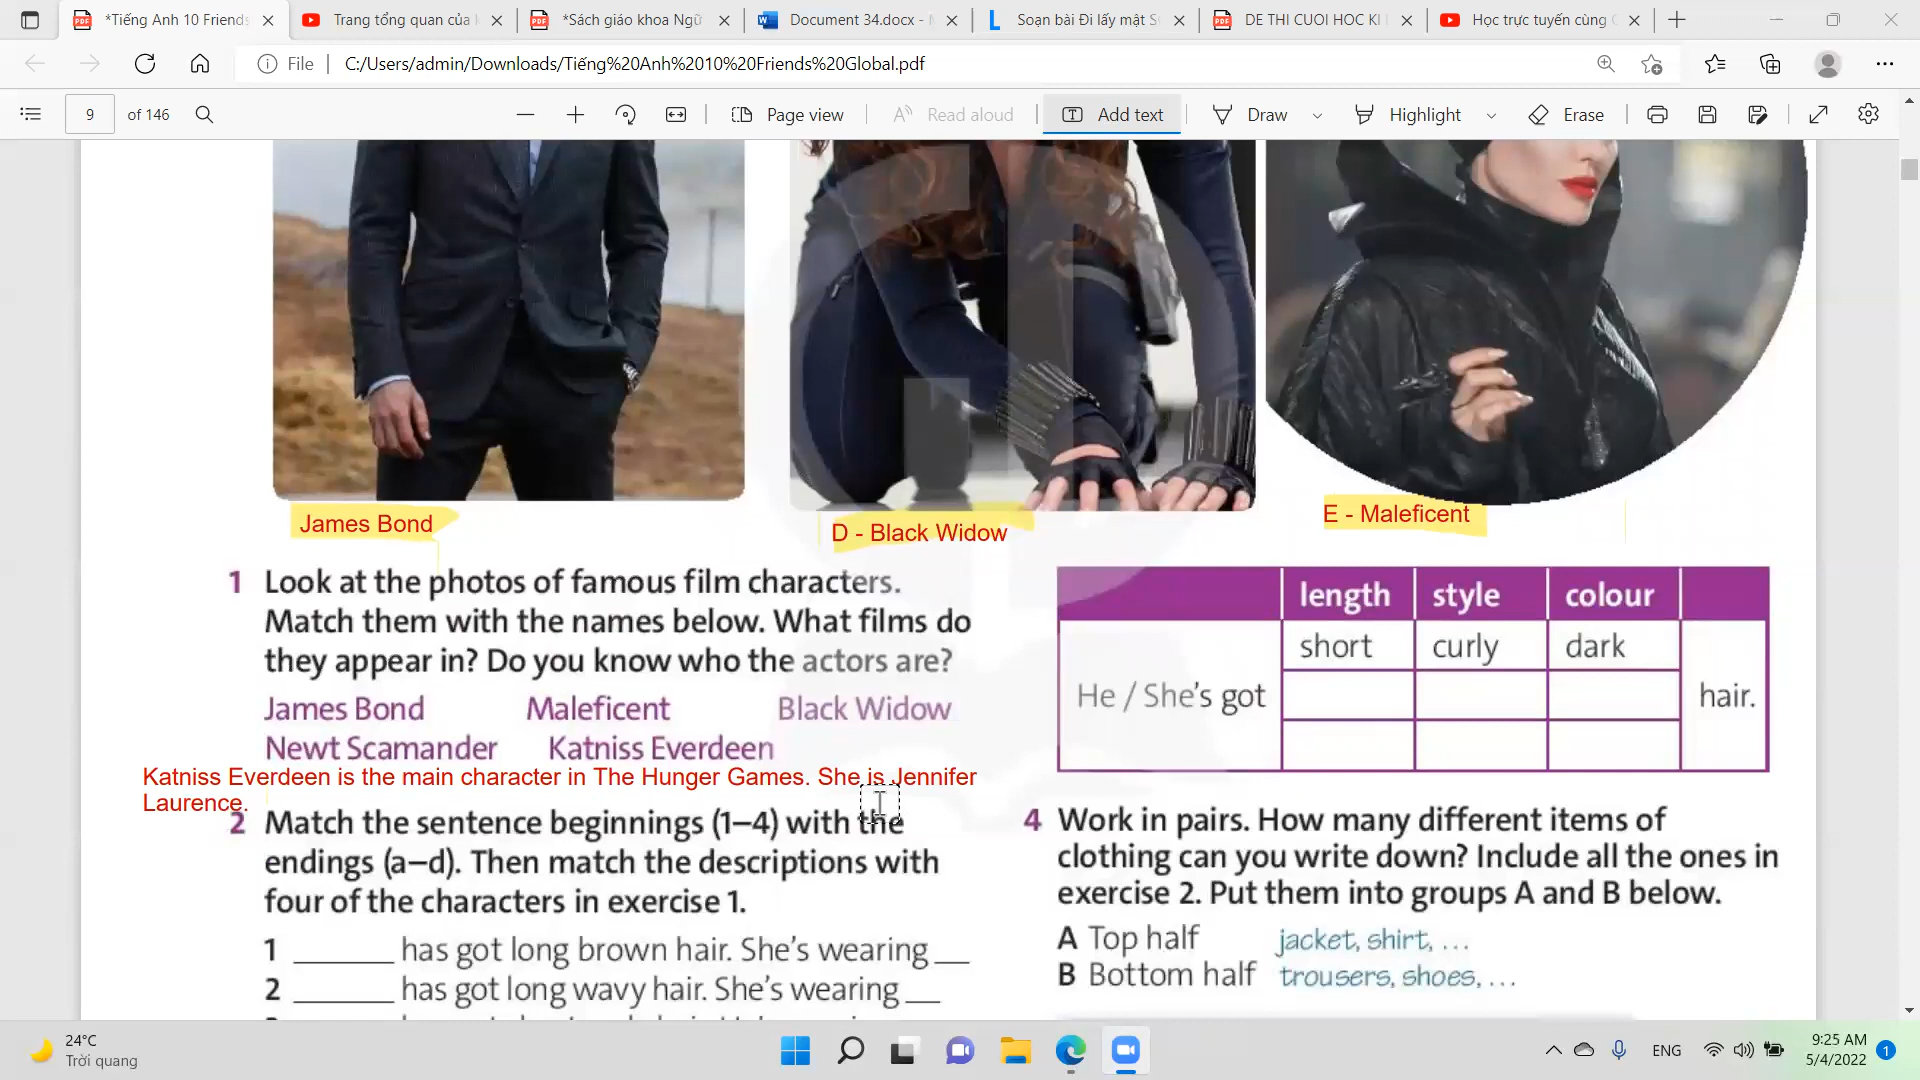 *Tiếng Anh 10 Friends
Trang tổng quan của k
*Sách giáo khoa Ngữ
Document 34.docx - M
Soạn bài Đi lấy mật S
DE THI CUOI HOC KI
Học trực tuyến cùng
File
C:/Users/admin/Downloads/Tiếng%20Anh%2010%20Friends%20Global.pdf
9 of 146
Page view
Read aloud
Add text
Draw
Highlight
Erase
James Bond
D - Black Widow
E - Maleficent
1 Look at the photos of famous film characters.
Match them with the names below. What films do
they appear in? Do you know who the actors are?
James Bond Maleficent Black Widow
Newt Scamander Katniss Everdeen
Katniss Everdeen is the main character in The Hunger Games. She is Jennifer
Laurence.
2 Match the sentence beginnings (1–4) with the
endings (a–d). Then match the descriptions with
four of the characters in exercise 1.
1 ______ has got long brown hair. She's wearing __
2 ______ has got long wavy hair. She's wearing __
length style colour
short curly dark
He / She's got hair.
4 Work in pairs. How many different items of
clothing can you write down? Include all the ones in
exercise 2. Put them into groups A and B below.
A Top half jacket, shirt, …
B Bottom half trousers, shoes, …
24°C
Trời quang
ENG
9:25 AM
5/4/2022
1